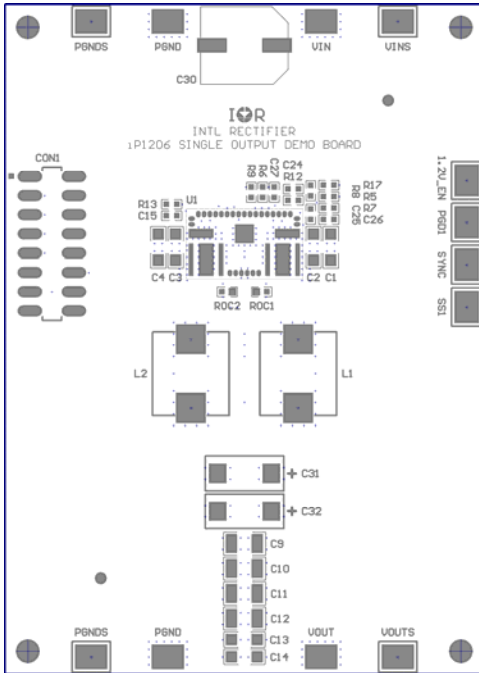 PGNDS PGND VIN VINS
C30
IOR
INTL RECTIFIER
iP1206 SINGLE OUTPUT DEMO BOARD
CON1
1.2V_EN
PGD1
SYNC
SS1
R9
R6
C27
C24
R12
R17
R8
R5
R7
C25
C26
R13
C15
U1
C4 C3 C2 C1
ROC2 ROC1
L2 L1
+ C31
+ C32
C9
C10
C11
C12
C13
C14
PGNDS PGND VOUT VOUTS